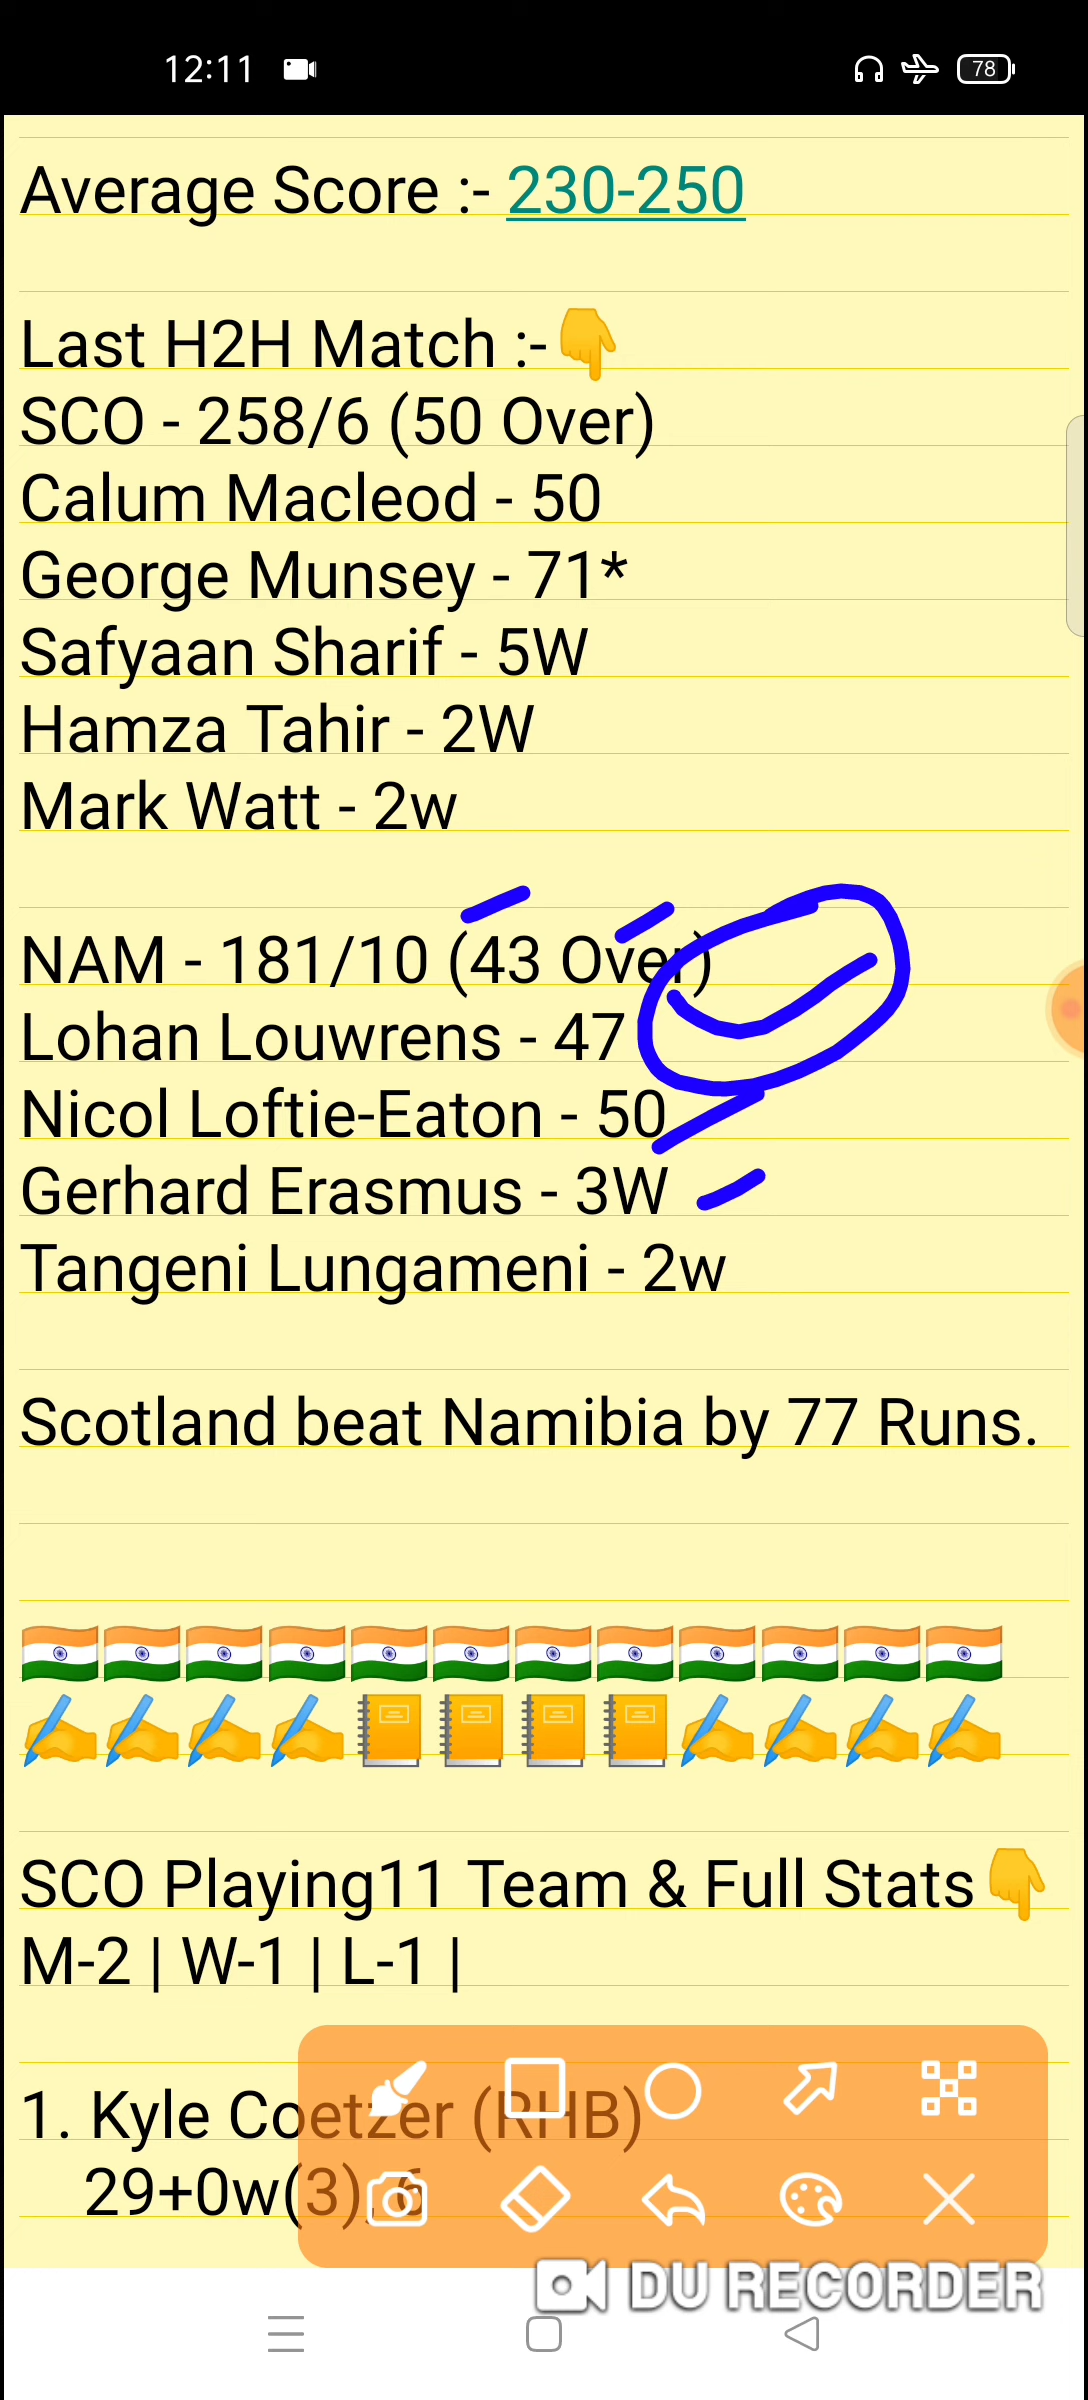 12:11 78
Average Score :- 230-250
Last H2H Match :-👇
SCO - 258/6 (50 Over)
Calum Macleod - 50
George Munsey - 71*
Safyaan Sharif - 5W
Hamza Tahir - 2W
Mark Watt - 2w
NAM - 181/10 (43 Over)
Lohan Louwrens - 47
Nicol Loftie-Eaton - 50
Gerhard Erasmus - 3W
Tangeni Lungameni - 2w
Scotland beat Namibia by 77 Runs.
🇮🇳🇮🇳🇮🇳🇮🇳🇮🇳🇮🇳🇮🇳🇮🇳🇮🇳🇮🇳🇮🇳🇮🇳
✍️✍️✍️✍️📒📒📒📒✍️✍️✍️✍️
SCO Playing11 Team & Full Stats👇
M-2 | W-1 | L-1 |
1. Kyle Coetzer (RHB)
29+0w(3), 6
DU RECORDER